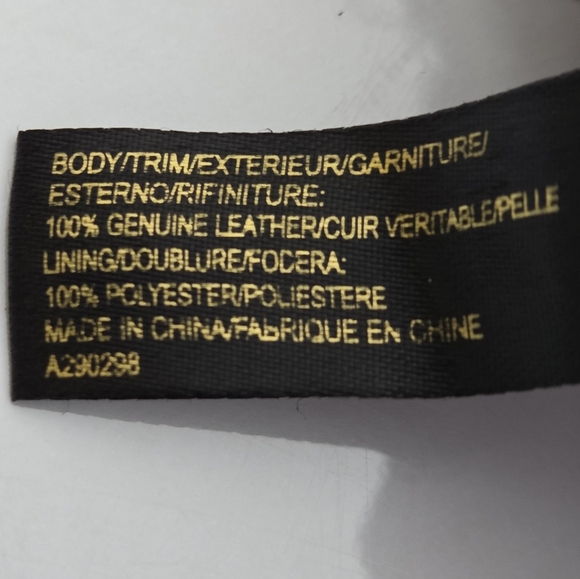 BODY/TRIM/EXTERIEUR/GARNITURE/
ESTERNO/RIFINITURE:
100% GENUINE LEATHER/CUIR VERITABLE/PELLE
LINING/DOUBLURE/FODERA:
100% POLYESTER/POLIESTERE
MADE IN CHINA/FABRIQUE EN CHINE
A290298